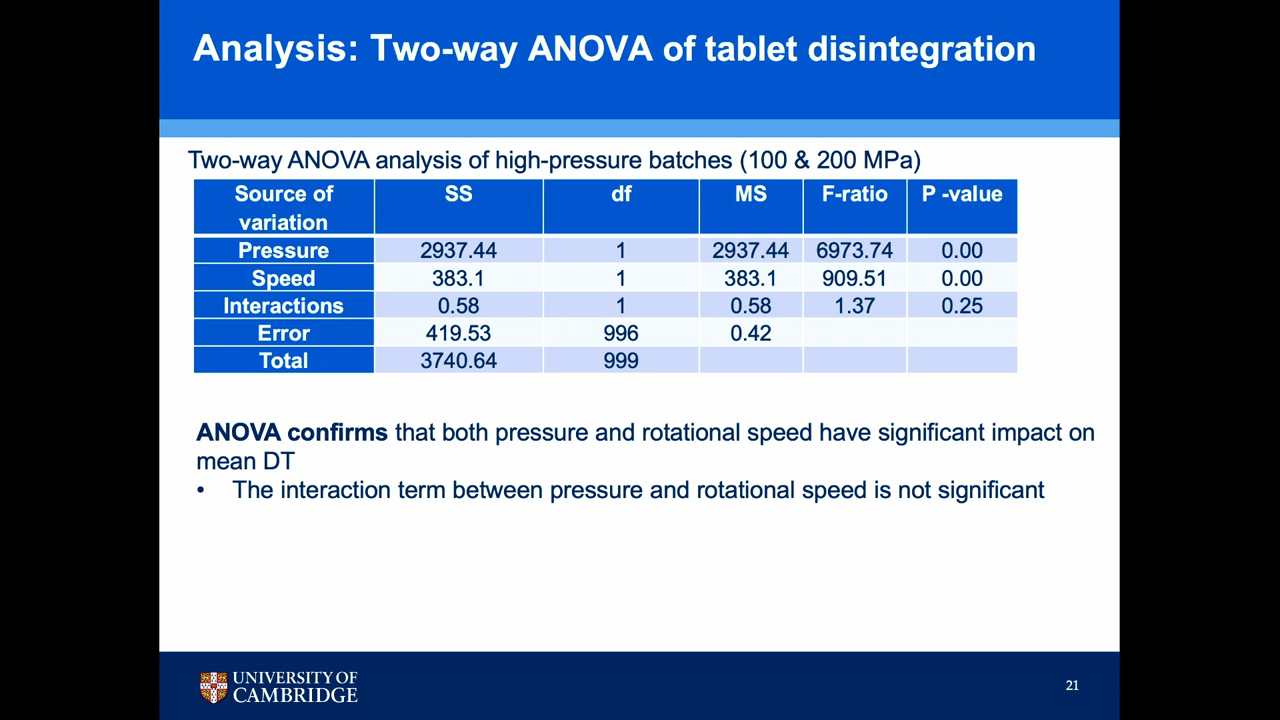 Analysis: Two-way ANOVA of tablet disintegration
Two-way ANOVA analysis of high-pressure batches (100 & 200 MPa)
Source of variation SS df MS F-ratio P -value
Pressure 2937.44 1 2937.44 6973.74 0.00
Speed 383.1 1 383.1 909.51 0.00
Interactions 0.58 1 0.58 1.37 0.25
Error 419.53 996 0.42
Total 3740.64 999
ANOVA confirms that both pressure and rotational speed have significant impact on
mean DT
• The interaction term between pressure and rotational speed is not significant
UNIVERSITY OF
CAMBRIDGE
21